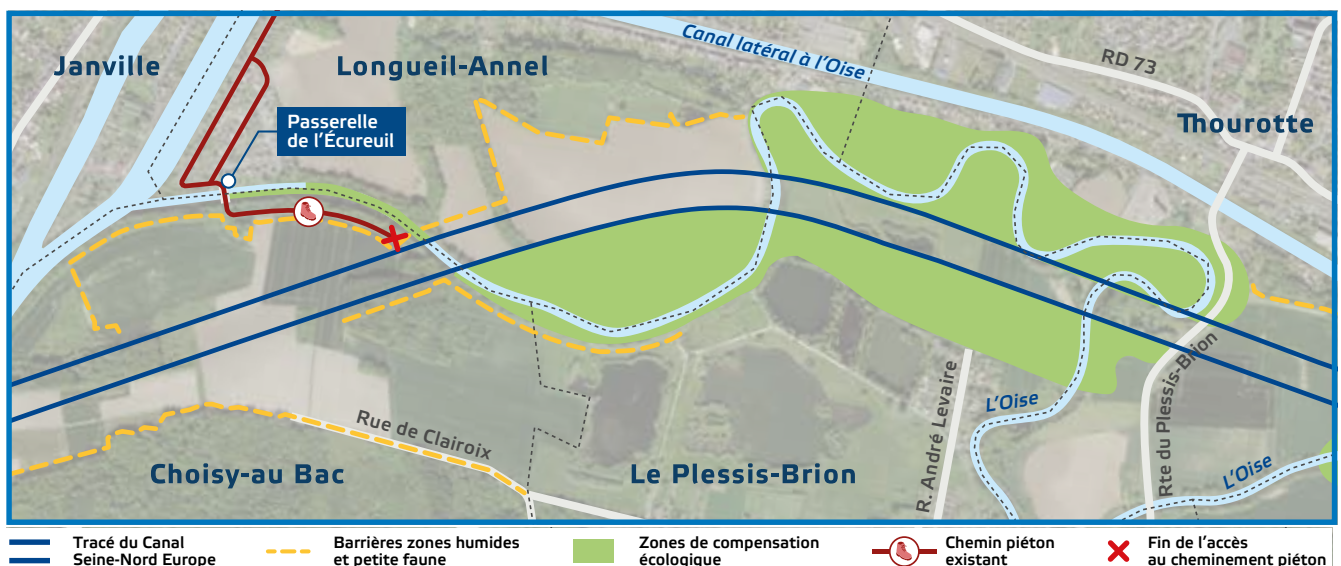 Janville
Longueil-Annel
Canal latéral à l'Oise
RD 73
Thourotte
Passerelle
de l'Écureuil
Rue de Clairoix
Choisy-au Bac
Le Plessis-Brion
R. André Levaire
L'Oise
Rte du Plessis-Brion
L'Oise
Tracé du Canal
Seine-Nord Europe
Barrières zones humides
et petite faune
Zones de compensation
écologique
Chemin piéton
existant
Fin de l'accès
au cheminement piéton